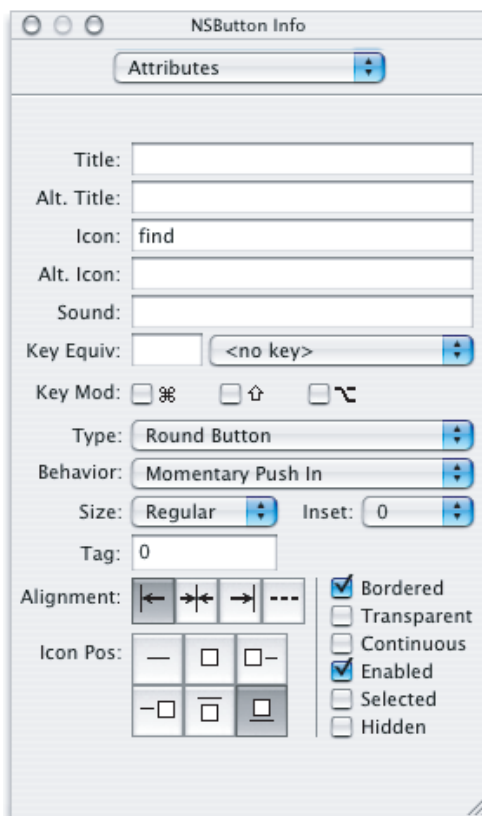 NSButton Info
Attributes
Title:
Alt. Title:
Icon: find
Alt. Icon:
Sound:
Key Equiv: <no key>
Key Mod: ⌘ ⇧ ⌥
Type: Round Button
Behavior: Momentary Push In
Size: Regular Inset: 0
Tag: 0
Alignment:
Bordered
Transparent
Continuous
Enabled
Selected
Hidden
Icon Pos: